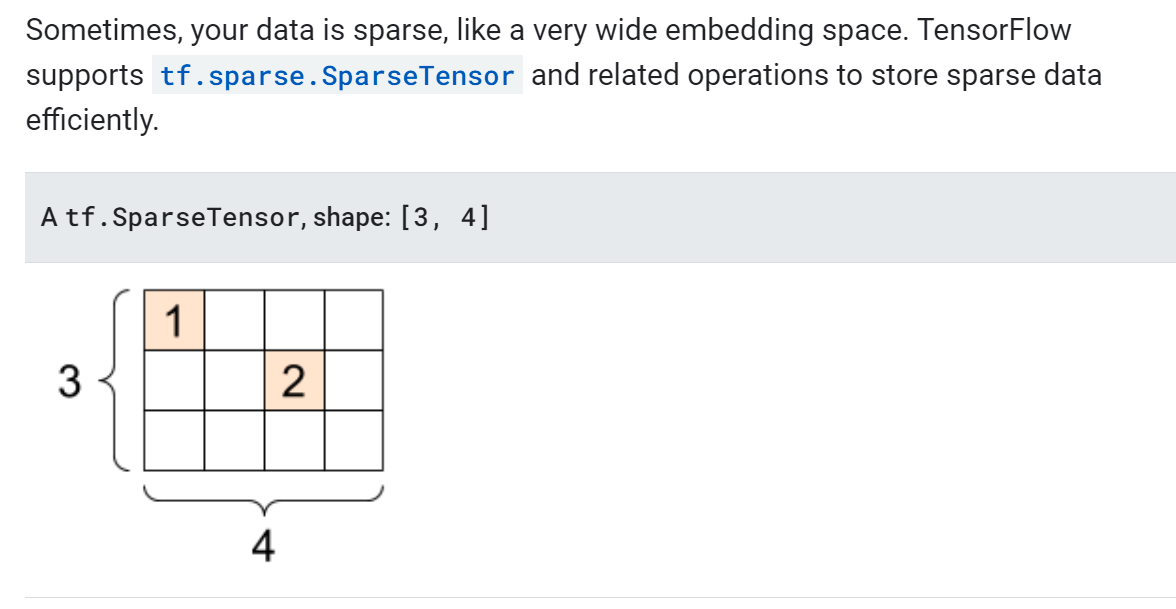 Sometimes, your data is sparse, like a very wide embedding space. TensorFlow
supports tf.sparse.SparseTensor and related operations to store sparse data
efficiently.
A tf.SparseTensor, shape: [3, 4]
1
3
2
4